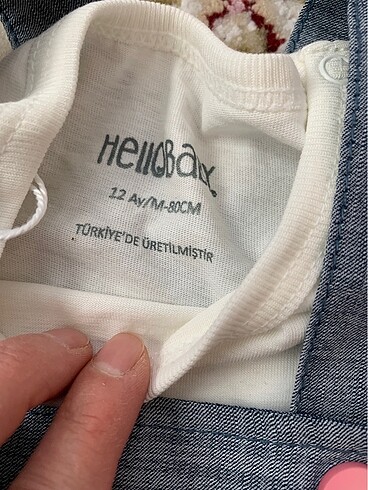 HelloBaby
12 Ay/M-80CM
TÜRKİYE'DE ÜRETİLMİŞTİR